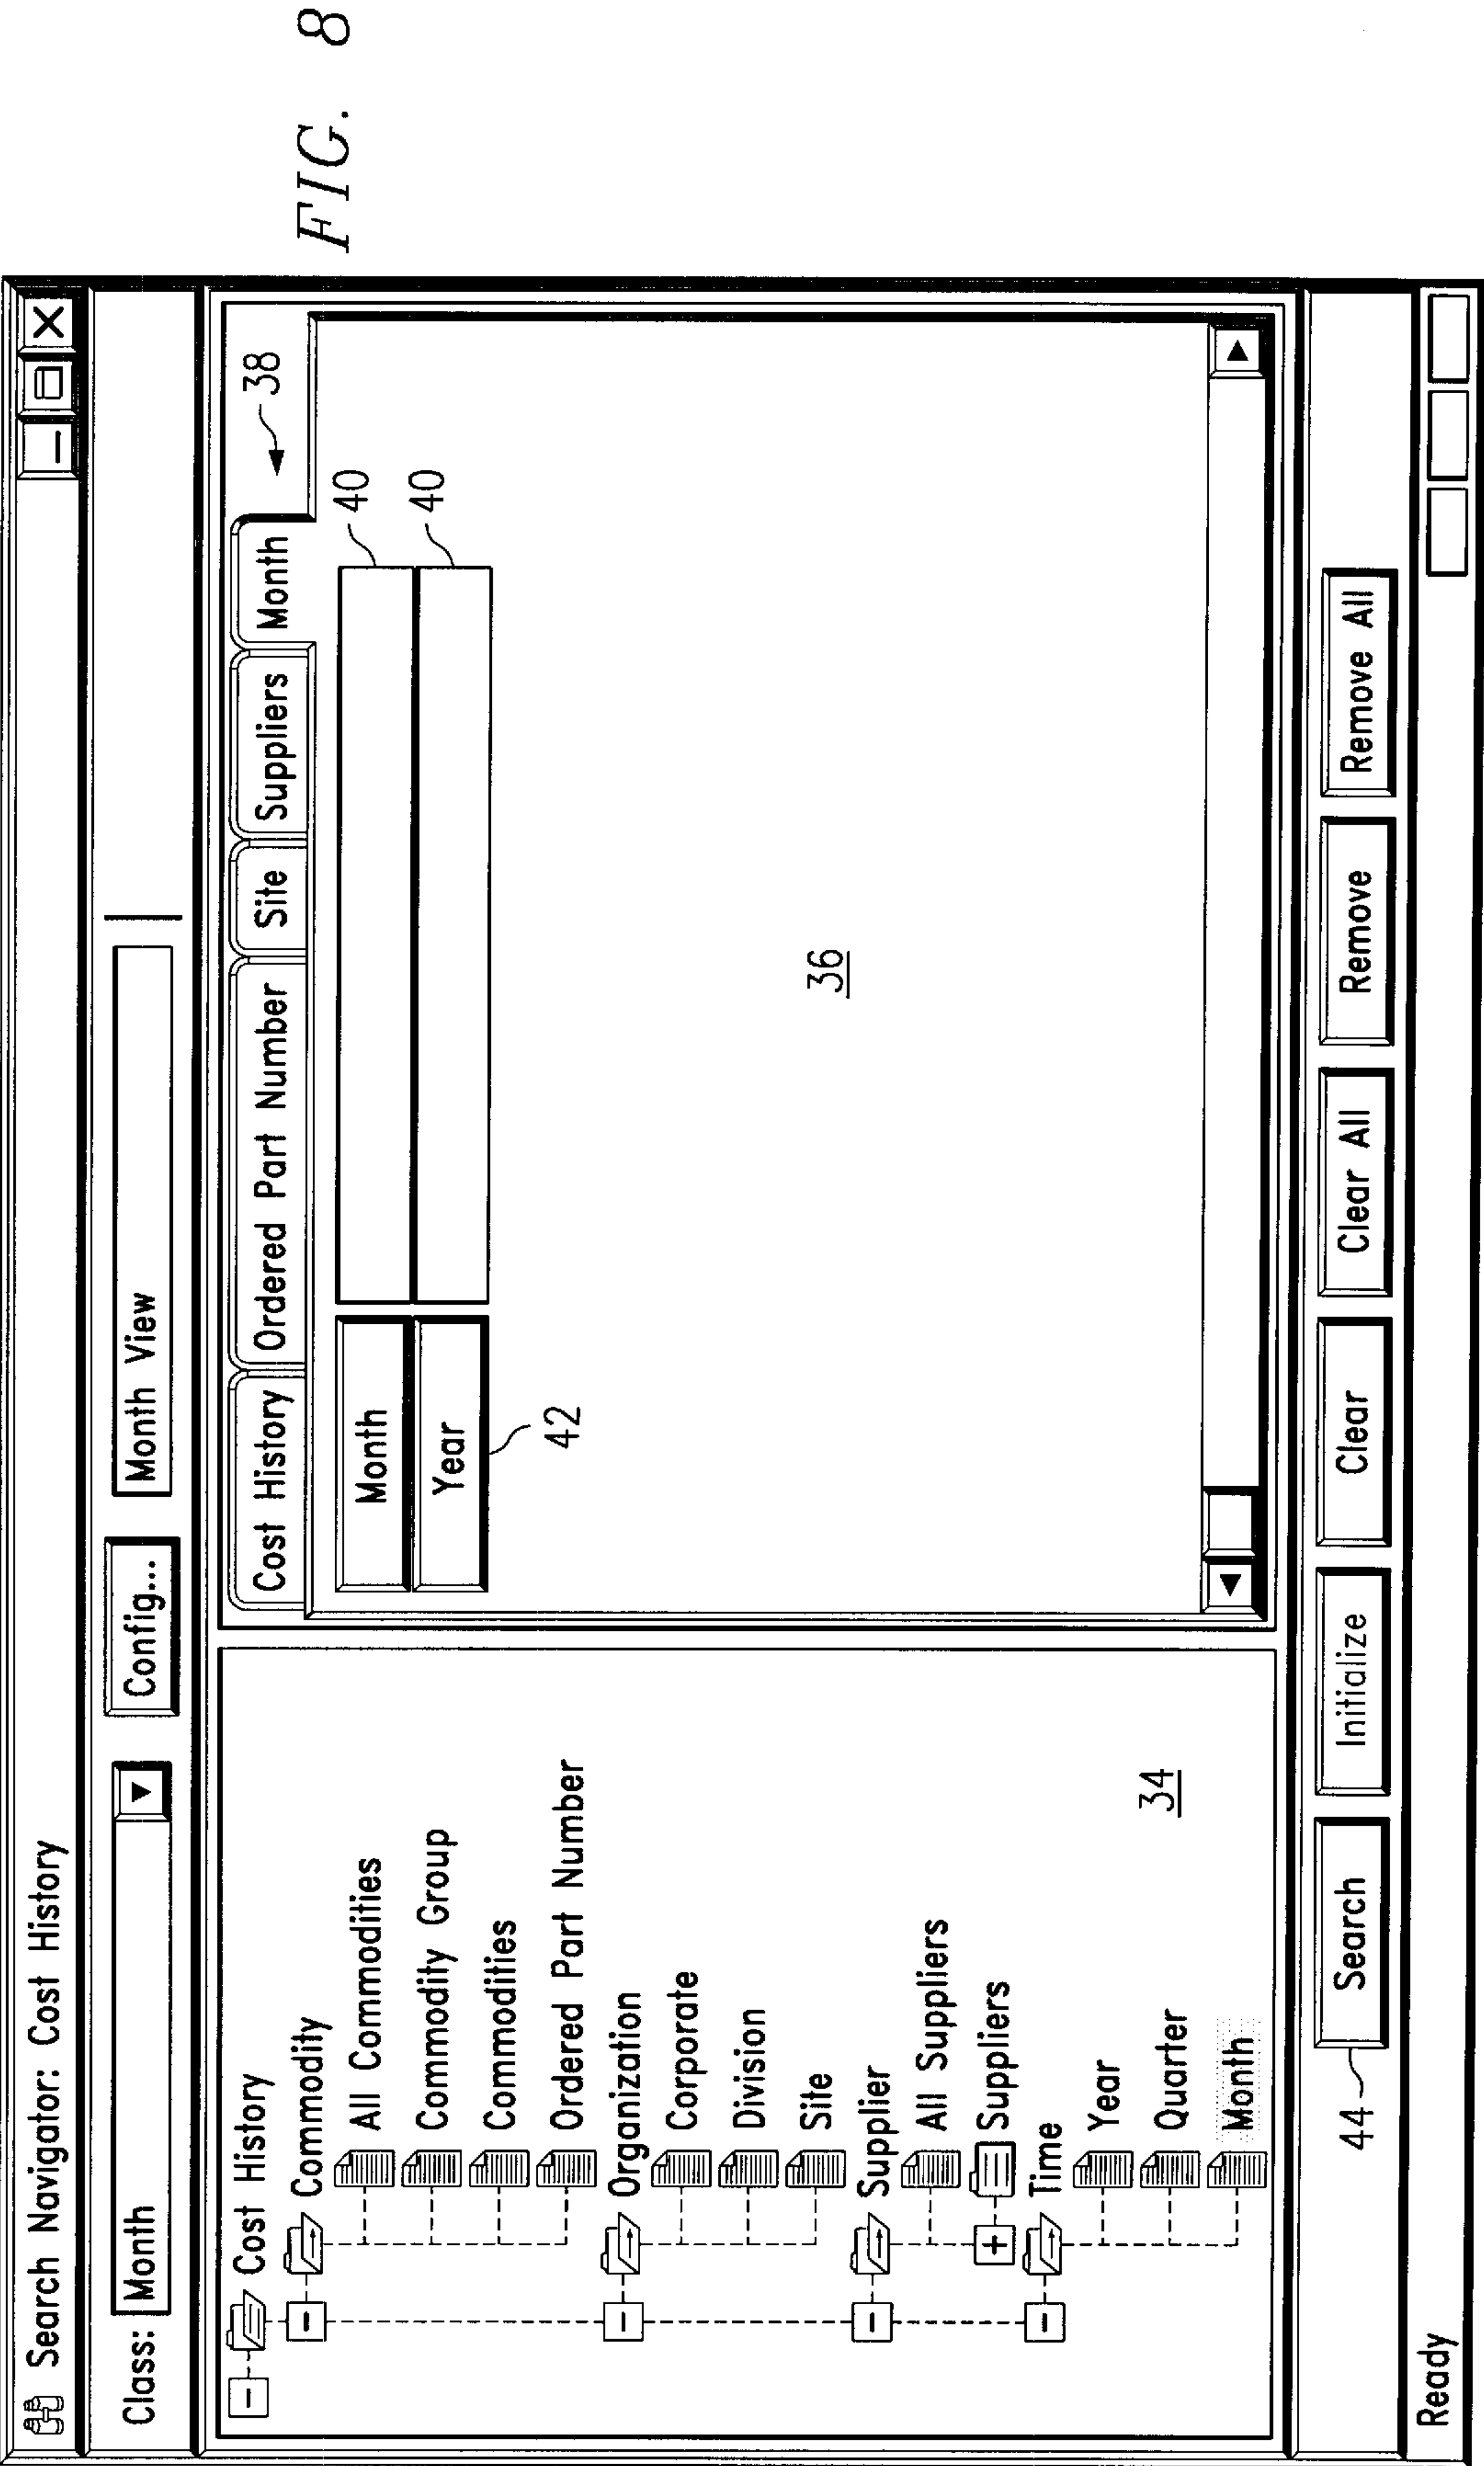 Search Navigator: Cost History
Class: Month Config... Month View
Cost History
Commodity
All Commodities
Commodity Group
Commodities
Ordered Part Number
Organization
Corporate
Division
Site
Supplier
All Suppliers
Suppliers
Time
Year
Quarter
Month
34
Cost History Ordered Part Number Site Suppliers Month
38
Month
40
Year
40
42
36
44
Search Initialize Clear Clear All Remove Remove All
Ready
FIG. 8